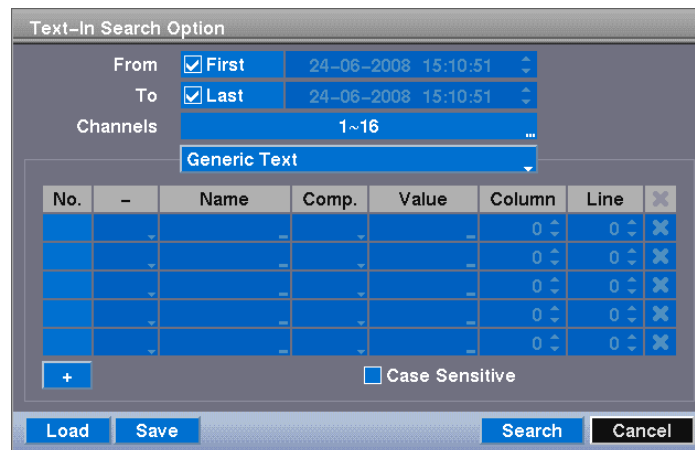 Text-In Search Option
From First 24-06-2008 15:10:51
To Last 24-06-2008 15:10:51
Channels 1~16 ...
Generic Text
No. - Name Comp. Value Column Line ×
0 0 ×
0 0 ×
0 0 ×
0 0 ×
0 0 ×
+ Case Sensitive
Load Save Search Cancel